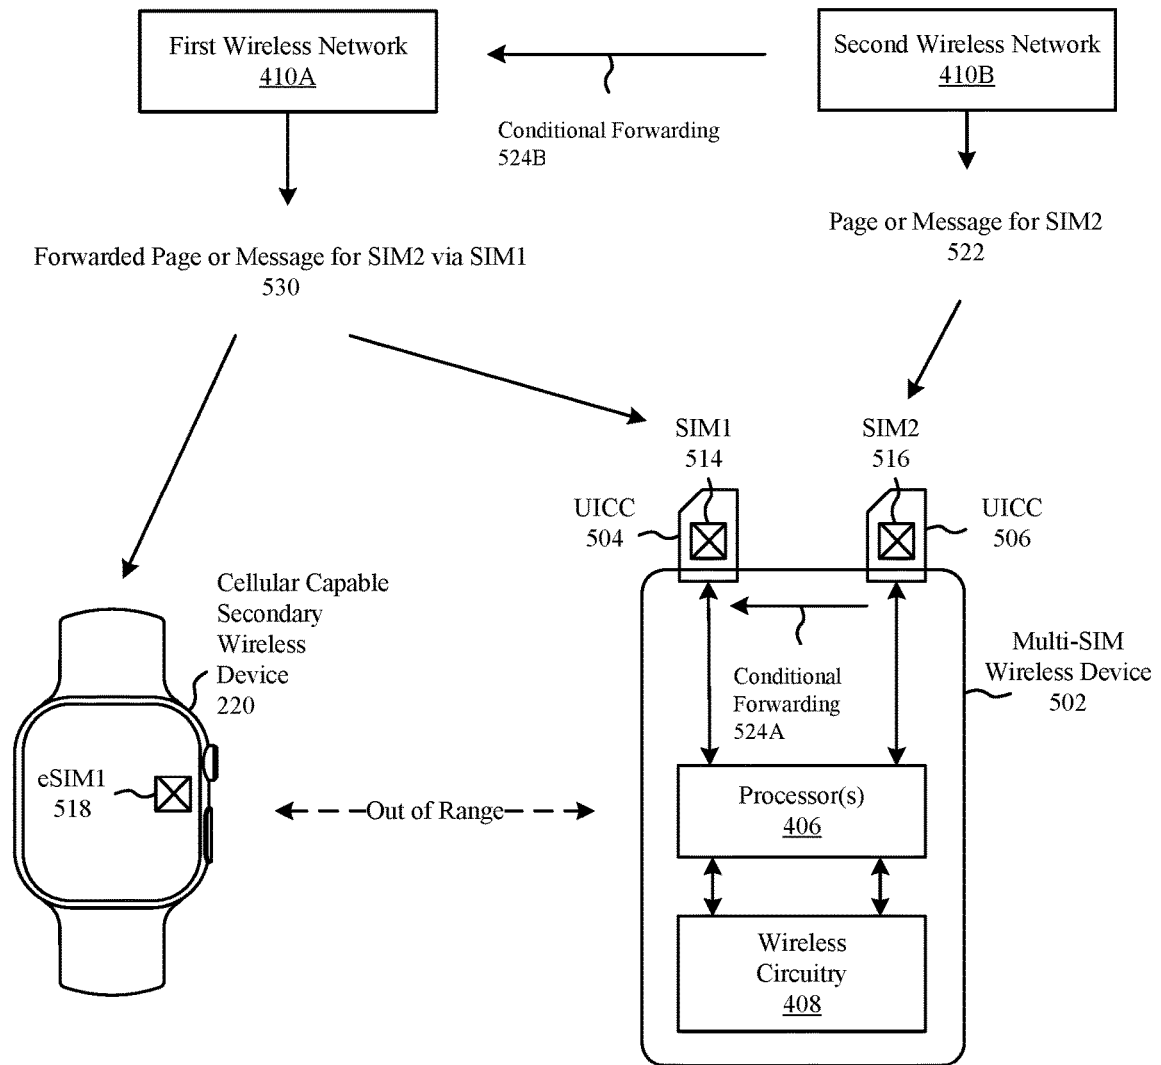 First Wireless Network
410A
Second Wireless Network
410B
Conditional Forwarding
524B
Page or Message for SIM2
522
Forwarded Page or Message for SIM2 via SIM1
530
SIM1
514
SIM2
516
UICC
504
UICC
506
Cellular Capable
Secondary
Wireless
Device
220
Multi-SIM
Wireless Device
502
Conditional
Forwarding
524A
eSIM1
518
Out of Range
Processor(s)
406
Wireless
Circuitry
408